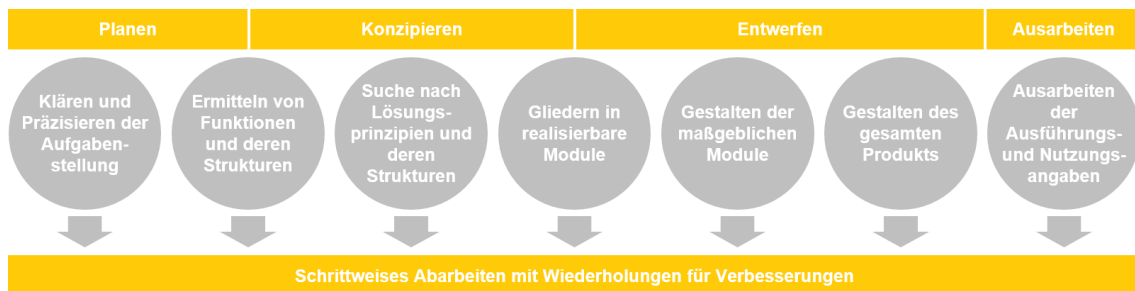 Planen
Konzipieren
Entwerfen
Ausarbeiten
Klären und
Präzisieren der
Aufgaben-
stellung
Ermitteln von
Funktionen
und deren
Strukturen
Suche nach
Lösungs-
prinzipien und
deren
Strukturen
Gliedern in
realisierbare
Module
Gestalten der
maßgeblichen
Module
Gestalten des
gesamten
Produkts
Ausarbeiten
der
Ausführungs-
und Nutzungs-
angaben
Schrittweises Abarbeiten mit Wiederholungen für Verbesserungen